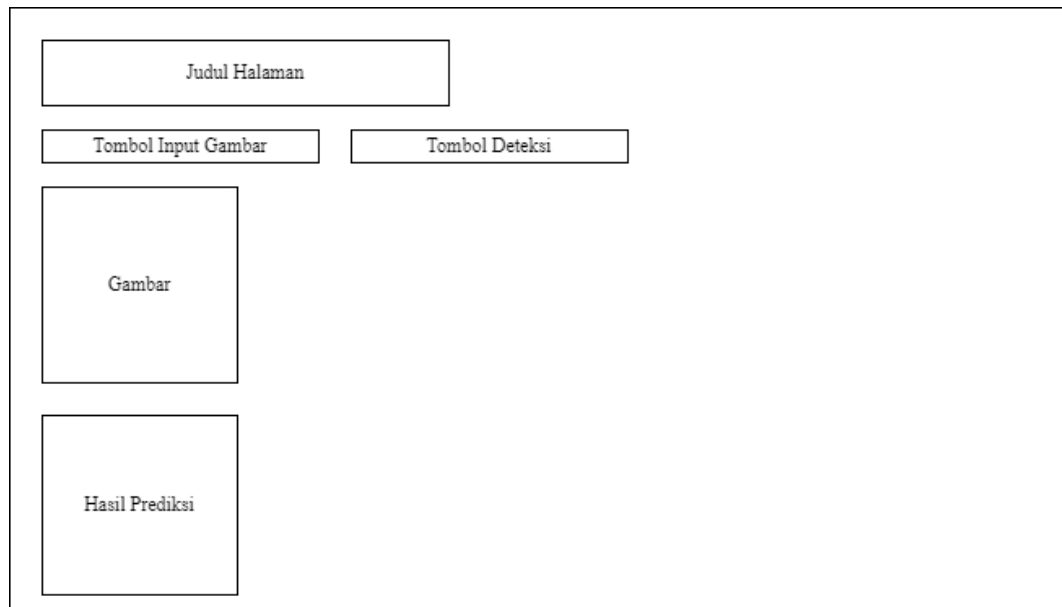 Judul Halaman
Tombol Input Gambar
Tombol Deteksi
Gambar
Hasil Prediksi